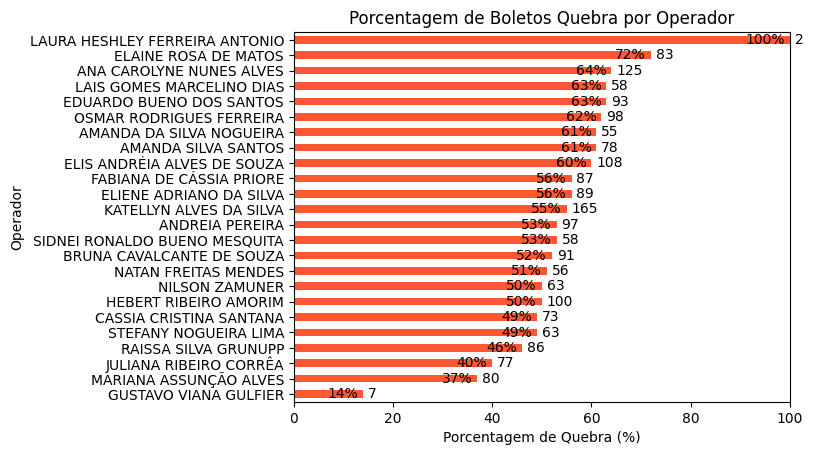 Porcentagem de Boletos Quebra por Operador
LAURA HESHLEY FERREIRA ANTONIO 100% 2
ELAINE ROSA DE MATOS 72% 83
ANA CAROLYNE NUNES ALVES 64% 125
LAIS GOMES MARCELINO DIAS 63% 58
EDUARDO BUENO DOS SANTOS 63% 93
OSMAR RODRIGUES FERREIRA 62% 98
AMANDA DA SILVA NOGUEIRA 61% 55
AMANDA SILVA SANTOS 61% 78
ELIS ANDRÉIA ALVES DE SOUZA 60% 108
FABIANA DE CÁSSIA PRIORE 56% 87
ELIENE ADRIANO DA SILVA 56% 89
KATELLYN ALVES DA SILVA 55% 165
ANDREIA PEREIRA 53% 97
SIDNEI RONALDO BUENO MESQUITA 53% 58
BRUNA CAVALCANTE DE SOUZA 52% 91
NATAN FREITAS MENDES 51% 56
NILSON ZAMUNER 50% 63
HEBERT RIBEIRO AMORIM 50% 100
CASSIA CRISTINA SANTANA 49% 73
STEFANY NOGUEIRA LIMA 49% 63
RAISSA SILVA GRUNUPP 46% 86
JULIANA RIBEIRO CORRÊA 40% 77
MARIANA ASSUNÇÃO ALVES 37% 80
GUSTAVO VIANA GULFIER 14% 7
Operador
0 20 40 60 80 100
Porcentagem de Quebra (%)